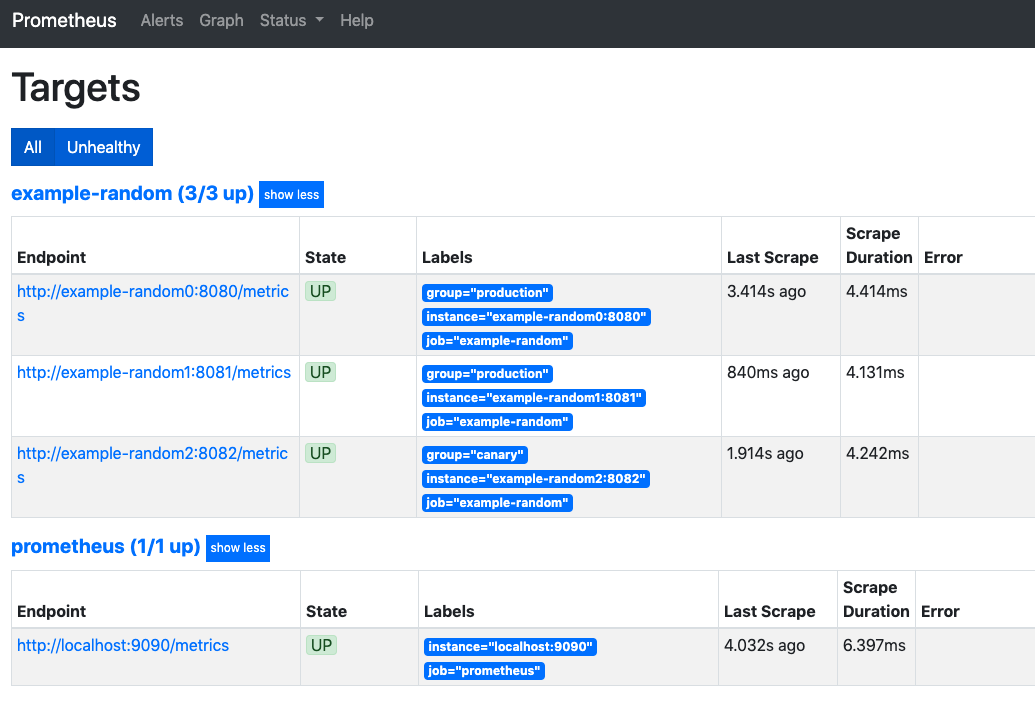 Prometheus Alerts Graph Status Help
Targets
All Unhealthy
example-random (3/3 up) show less
Endpoint State Labels Last Scrape Scrape Duration Error
http://example-random0:8080/metrics UP group="production" 3.414s ago 4.414ms
instance="example-random0:8080"
job="example-random"
http://example-random1:8081/metrics UP group="production" 840ms ago 4.131ms
instance="example-random1:8081"
job="example-random"
http://example-random2:8082/metrics UP group="canary" 1.914s ago 4.242ms
instance="example-random2:8082"
job="example-random"
prometheus (1/1 up) show less
Endpoint State Labels Last Scrape Scrape Duration Error
http://localhost:9090/metrics UP instance="localhost:9090" 4.032s ago 6.397ms
job="prometheus"